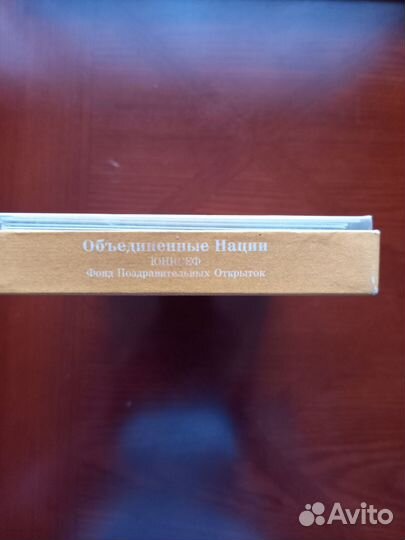 Объединенные Нации
ЮНИСЕФ
Фонд Поздравительных Открыток
Avito